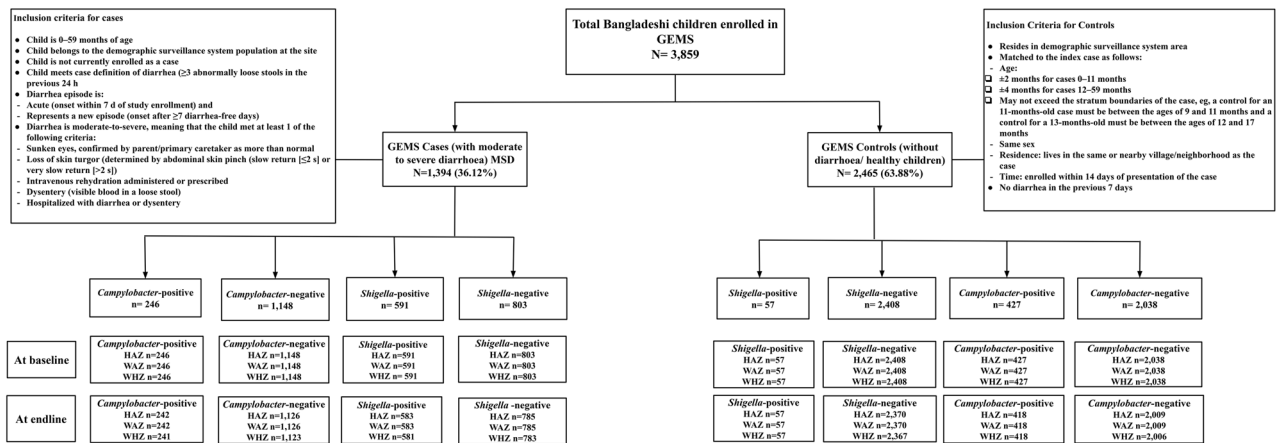 Inclusion criteria for cases
● Child is 0–59 months of age
● Child belongs to the demographic surveillance system population at the site
● Child is not currently enrolled as a case
● Child meets case definition of diarrhea (≥3 abnormally loose stools in the
previous 24 h
● Diarrhea episode is:
- Acute (onset within 7 d of study enrollment) and
- Represents a new episode (onset after ≥7 diarrhea-free days)
● Diarrhea is moderate-to-severe, meaning that the child met at least 1 of the
following criteria:
- Sunken eyes, confirmed by parent/primary caretaker as more than normal
- Loss of skin turgor (determined by abdominal skin pinch (slow return [≤2 s] or
very slow return [>2 s])
- Intravenous rehydration administered or prescribed
- Dysentery (visible blood in a loose stool)
- Hospitalized with diarrhea or dysentery
Total Bangladeshi children enrolled in
GEMS
N= 3,859
Inclusion Criteria for Controls
● Resides in demographic surveillance system area
● Matched to the index case as follows:
- Age:
❑ ±2 months for cases 0–11 months
❑ ±4 months for cases 12–59 months
❑ May not exceed the stratum boundaries of the case, eg, a control for an
11-months-old case must be between the ages of 9 and 11 months and a
control for a 13-months-old must be between the ages of 12 and 17
months
- Same sex
- Residence: lives in the same or nearby village/neighborhood as the
case
- Time: enrolled within 14 days of presentation of the case
● No diarrhea in the previous 7 days
GEMS Cases (with moderate
to severe diarrhoea) MSD
N=1,394 (36.12%)
GEMS Controls (without
diarrhoea/ healthy children)
N= 2,465 (63.88%)
Campylobacter-positive
n= 246
Campylobacter-negative
n= 1,148
Shigella-positive
n= 591
Shigella-negative
n= 803
Shigella-positive
n= 57
Shigella-negative
n= 2,408
Campylobacter-positive
n= 427
Campylobacter-negative
n= 2,038
At baseline
Campylobacter-positive
HAZ n=246
WAZ n=246
WHZ n=246
Campylobacter-negative
HAZ n=1,148
WAZ n=1,148
WHZ n=1,148
Shigella-positive
HAZ n=591
WAZ n=591
WHZ n= 591
Shigella-negative
HAZ n=803
WAZ n=803
WHZ n=803
Shigella-positive
HAZ n=57
WAZ n=57
WHZ n=57
Shigella-negative
HAZ n=2,408
WAZ n=2,408
WHZ n=2,408
Campylobacter-positive
HAZ n=427
WAZ n=427
WHZ n=427
Campylobacter-negative
HAZ n=2,038
WAZ n=2,038
WHZ n=2,038
At endline
Campylobacter-positive
HAZ n=242
WAZ n=242
WHZ n=241
Campylobacter-negative
HAZ n=1,126
WAZ n=1,126
WHZ n=1,123
Shigella-positive
HAZ n=583
WAZ n=583
WHZ n=581
Shigella -negative
HAZ n=785
WAZ n=785
WHZ n=783
Shigella-positive
HAZ n=57
WAZ n=57
WHZ n=57
Shigella-negative
HAZ n=2,370
WAZ n=2,370
WHZ n=2,367
Campylobacter-positive
HAZ n=418
WAZ n=418
WHZ n=418
Campylobacter-negative
HAZ n=2,009
WAZ n=2,009
WHZ n=2,006